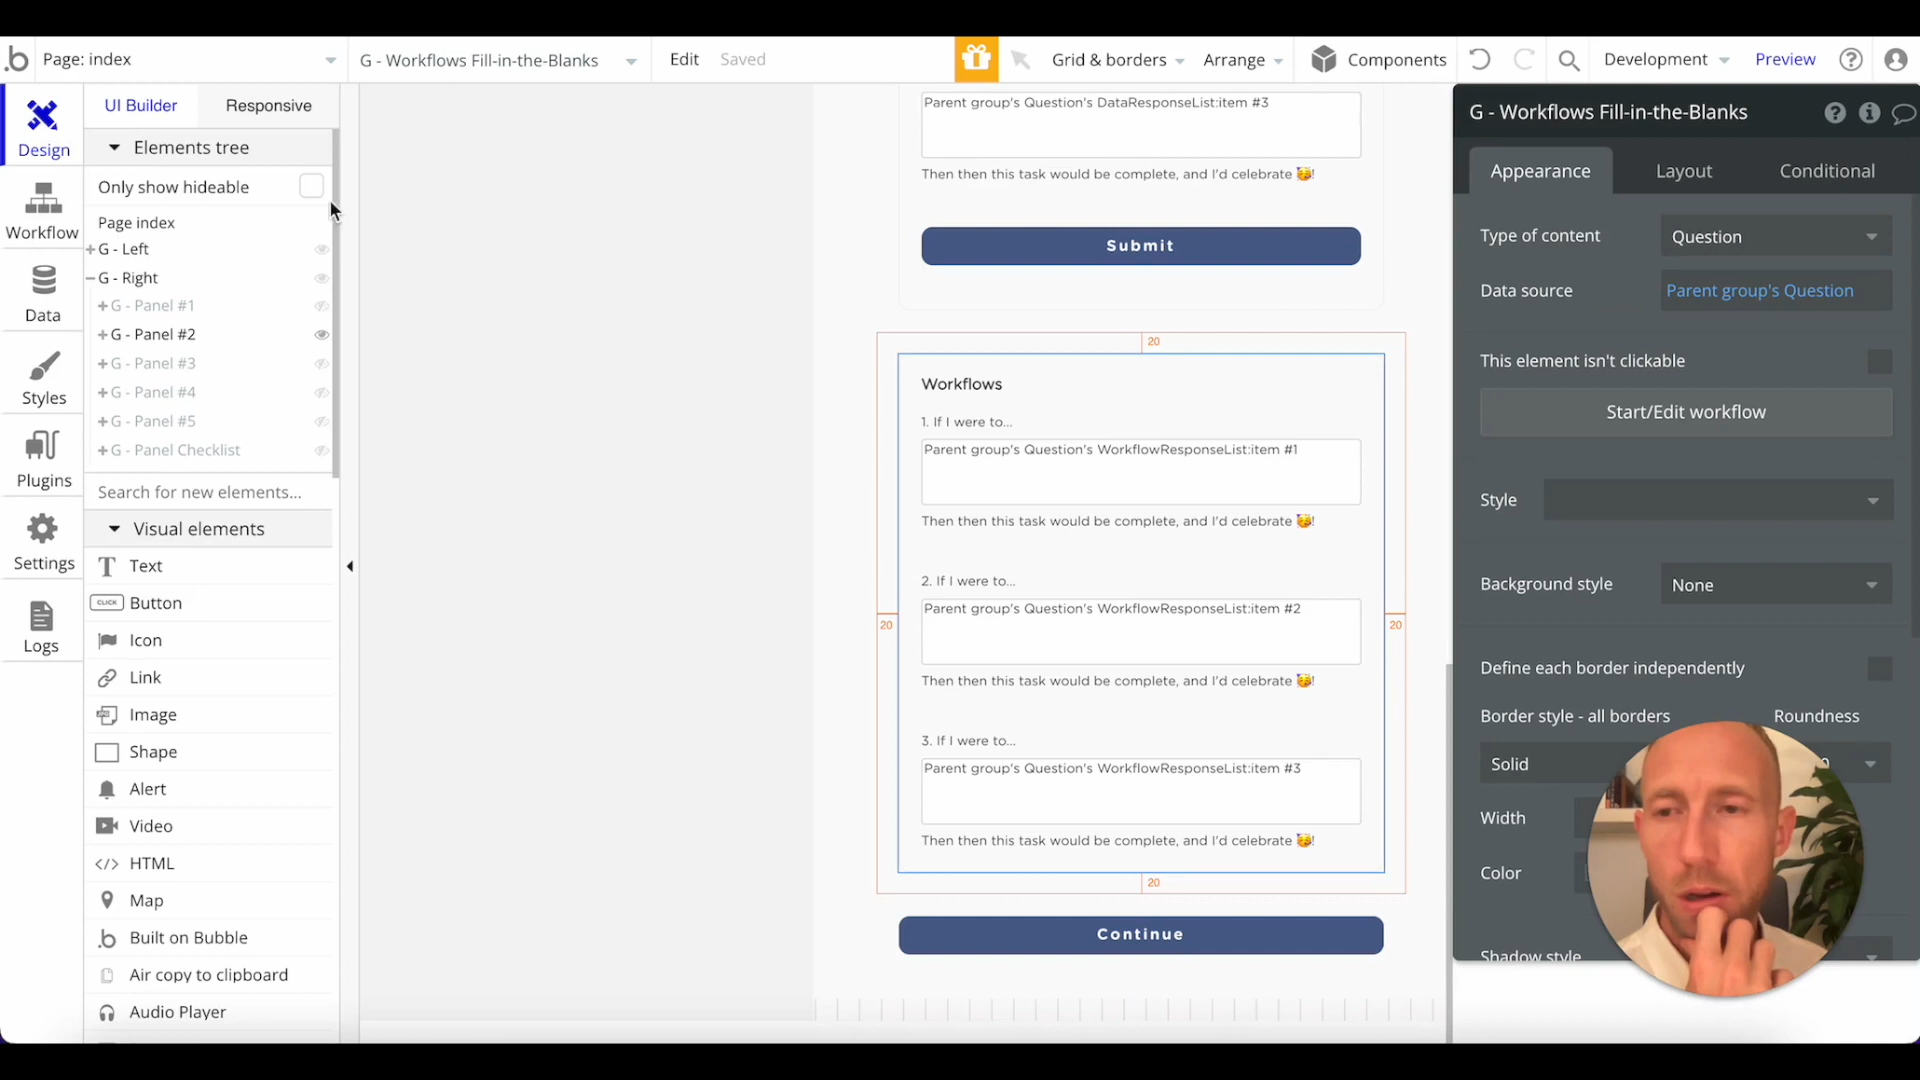 Page: index
G - Workflows Fill-in-the-Blanks
Edit
Saved
Grid & borders
Arrange
Components
Development
Preview
Design
Workflow
Data
Styles
Plugins
Settings
Logs
UI Builder
Responsive
Elements tree
Only show hideable
Page index
G - Left
G - Right
G - Panel #1
G - Panel #2
G - Panel #3
G - Panel #4
G - Panel #5
G - Panel Checklist
Search for new elements...
Visual elements
Text
CLICK Button
Icon
Link
Image
Shape
Alert
Video
HTML
Map
Built on Bubble
Air copy to clipboard
Audio Player
Parent group's Question's DataResponseList:item #3
Then then this task would be complete, and I'd celebrate 🥳!
Submit
20
Workflows
1. If I were to...
Parent group's Question's WorkflowResponseList:item #1
Then then this task would be complete, and I'd celebrate 🥳!
2. If I were to...
Parent group's Question's WorkflowResponseList:item #2
20
20
Then then this task would be complete, and I'd celebrate 🥳!
3. If I were to...
Parent group's Question's WorkflowResponseList:item #3
Then then this task would be complete, and I'd celebrate 🥳!
20
Continue
G - Workflows Fill-in-the-Blanks
Appearance
Layout
Conditional
Type of content
Question
Data source
Parent group's Question
This element isn't clickable
Start/Edit workflow
Style
Background style
None
Define each border independently
Border style - all borders
Roundness
Solid
0
Width
Color
Shadow style